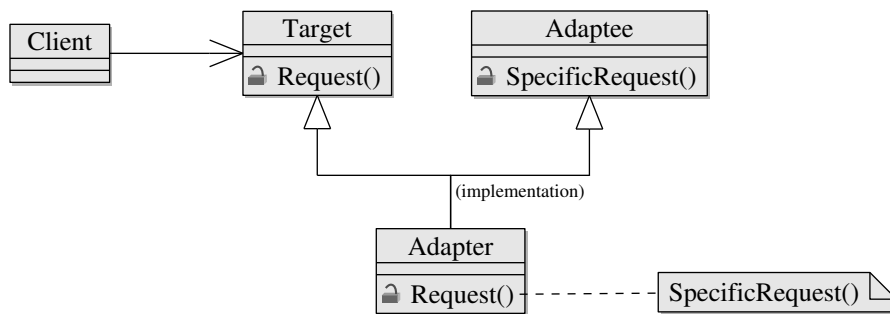 Client
Target
Request()
Adaptee
SpecificRequest()
(implementation)
Adapter
Request()
SpecificRequest()